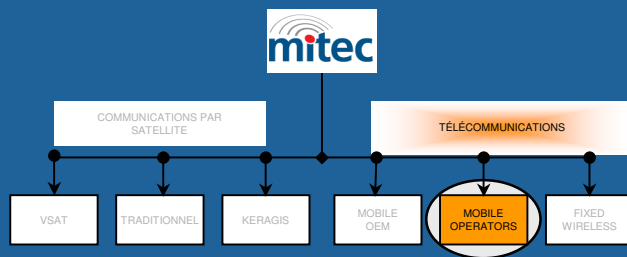 mitec
COMMUNICATIONS PAR
SATELLITE
TÉLÉCOMMUNICATIONS
VSAT
TRADITIONNEL
KERAGIS
MOBILE
OEM
MOBILE
OPERATORS
FIXED
WIRELESS